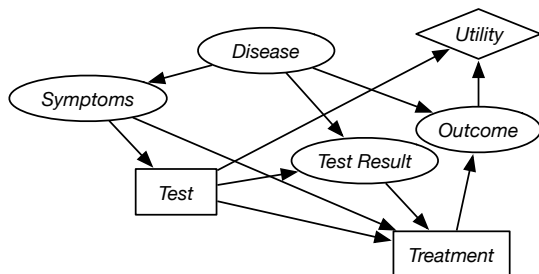 Utility
Disease
Symptoms
Outcome
Test Result
Test
Treatment